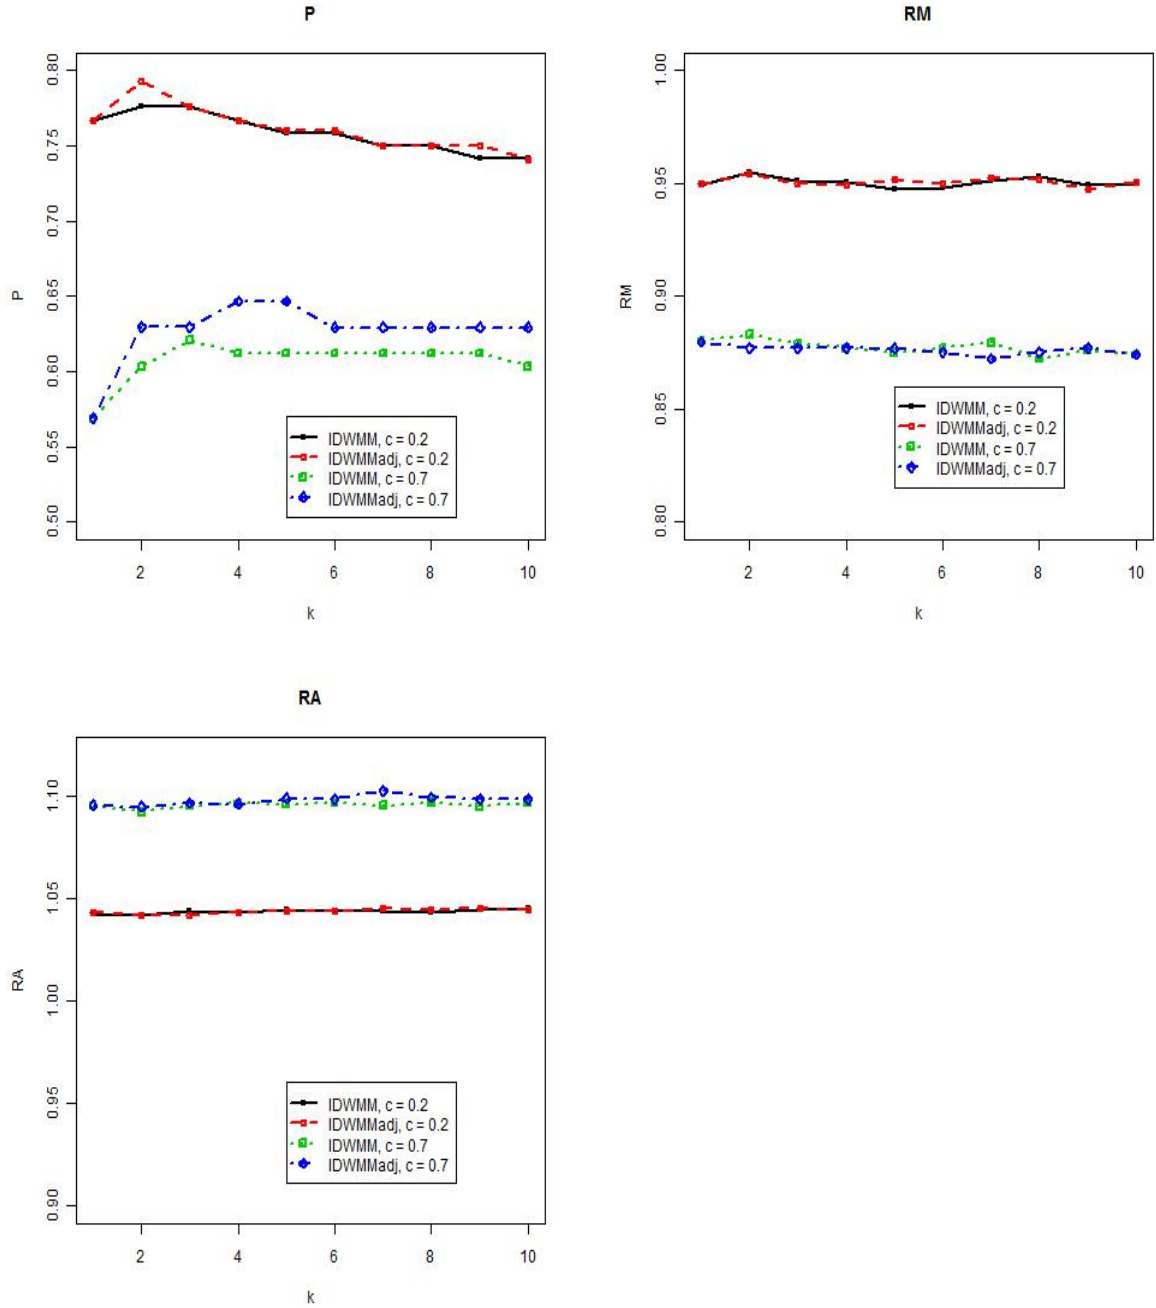 P
0.80
0.75
0.70
0.65
0.60
0.55
0.50
P
IDWMM, c = 0.2
IDWMMadj, c = 0.2
IDWMM, c = 0.7
IDWMMadj, c = 0.7
2 4 6 8 10
k
RM
1.00
0.95
0.90
0.85
0.80
RM
IDWMM, c = 0.2
IDWMMadj, c = 0.2
IDWMM, c = 0.7
IDWMMadj, c = 0.7
2 4 6 8 10
k
RA
1.10
1.05
1.00
0.95
0.90
RA
IDWMM, c = 0.2
IDWMMadj, c = 0.2
IDWMM, c = 0.7
IDWMMadj, c = 0.7
2 4 6 8 10
k